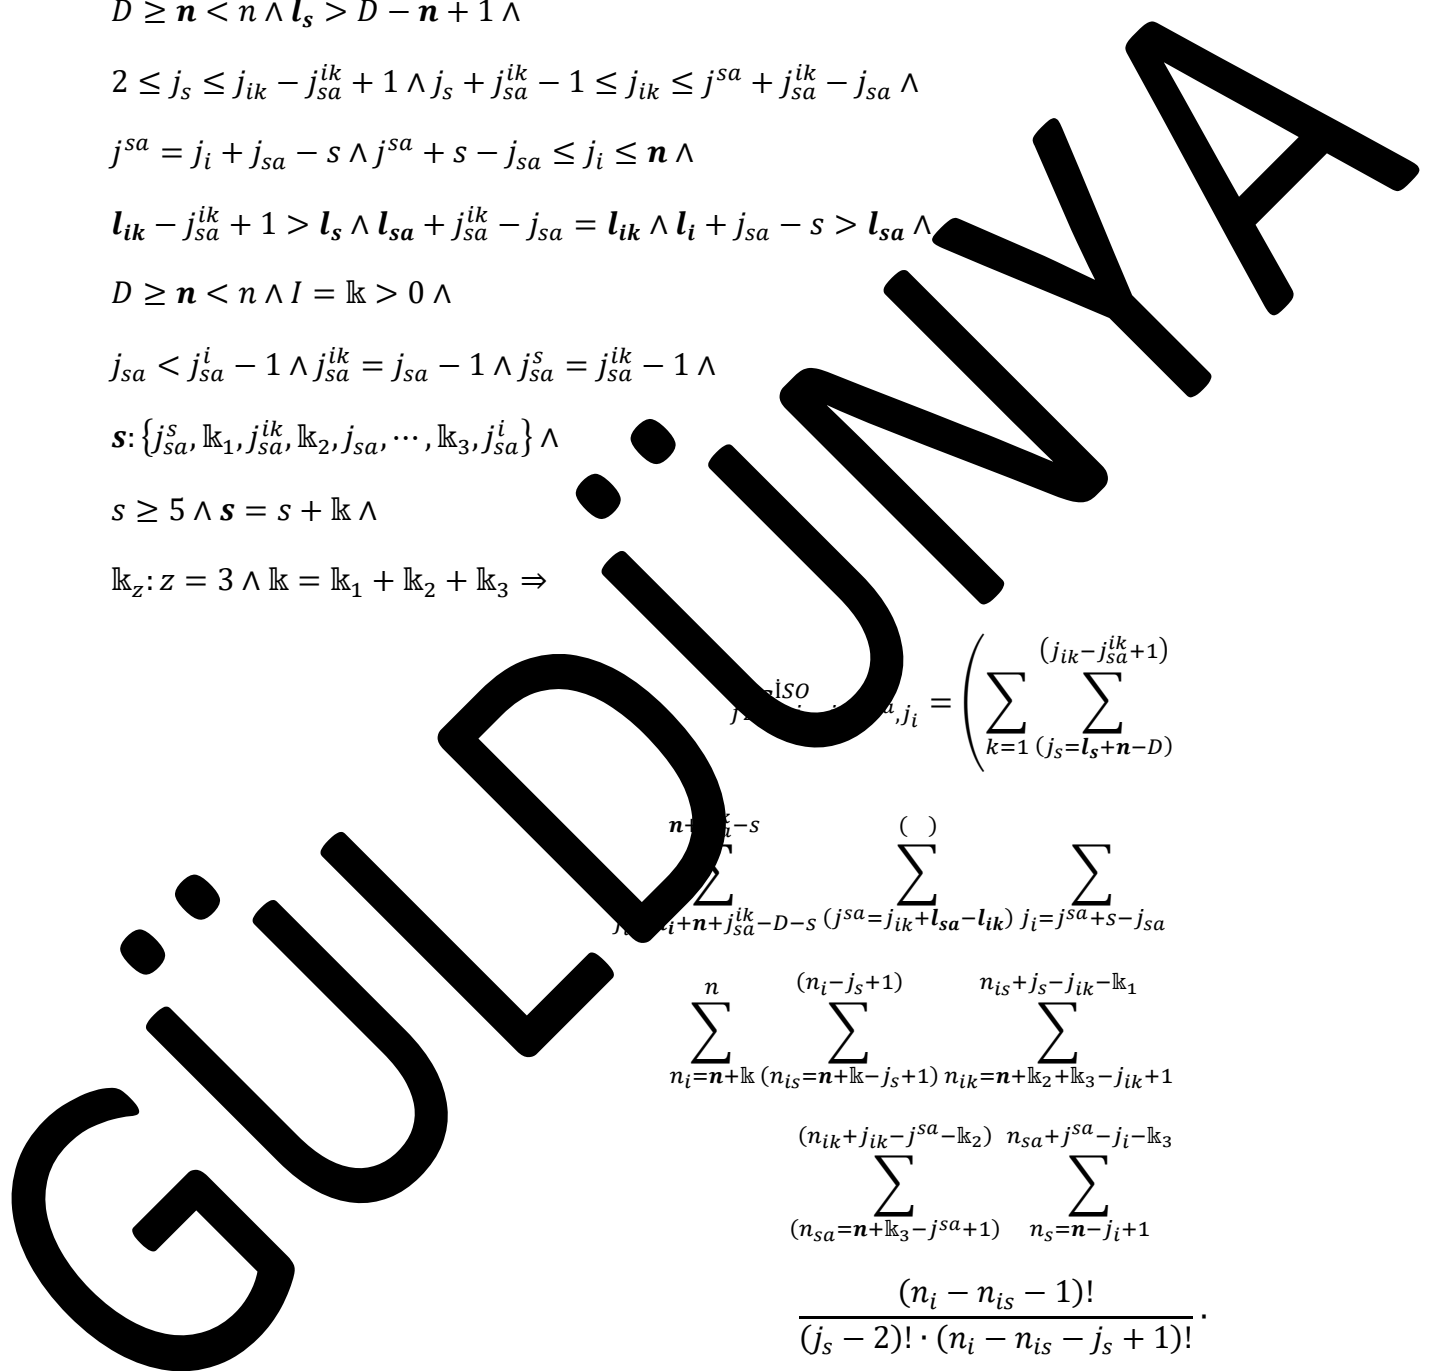 D ≥ 𝒏 < n ∧ 𝒍ₛ > D − 𝒏 + 1 ∧
2 ≤ j_s ≤ j_{ik} − j_{sa}^{ik} + 1 ∧ j_s + j_{sa}^{ik} − 1 ≤ j_{ik} ≤ j^{sa} + j_{sa}^{ik} − j_{sa} ∧
j^{sa} = j_i + j_{sa} − s ∧ j^{sa} + s − j_{sa} ≤ j_i ≤ 𝒏 ∧
𝒍_{ik} − j_{sa}^{ik} + 1 > 𝒍_s ∧ 𝒍_{sa} + j_{sa}^{ik} − j_{sa} = 𝒍_{ik} ∧ 𝒍_i + j_{sa} − s > 𝒍_{sa} ∧
D ≥ 𝒏 < n ∧ I = 𝕜 > 0 ∧
j_{sa} < j_{sa}^{i} − 1 ∧ j_{sa}^{ik} = j_{sa} − 1 ∧ j_{sa}^{s} = j_{sa}^{ik} − 1 ∧
𝒔: {j_{sa}^{s}, 𝕜_1, j_{sa}^{ik}, 𝕜_2, j_{sa}, ⋯, 𝕜_3, j_{sa}^{i}} ∧
s ≥ 5 ∧ 𝒔 = s + 𝕜 ∧
𝕜_z: z = 3 ∧ 𝕜 = 𝕜_1 + 𝕜_2 + 𝕜_3 ⇒
İSO ,j_i = ( ∑_{k=1} ∑_{(j_s=𝒍_s+𝒏−D)}^{(j_{ik}−j_{sa}^{ik}+1)}
∑_{+𝒏+j_{sa}^{ik}−D−s}^{−s} ∑_{(j^{sa}=j_{ik}+𝒍_{sa}−𝒍_{ik})}^{( )} ∑_{j_i=j^{sa}+s−j_{sa}}
∑_{n_i=𝒏+𝕜}^{n} ∑_{(n_{is}=𝒏+𝕜−j_s+1)}^{(n_i−j_s+1)} ∑_{n_{ik}=𝒏+𝕜_2+𝕜_3−j_{ik}+1}^{n_{is}+j_s−j_{ik}−𝕜_1}
∑_{(n_{sa}=𝒏+𝕜_3−j^{sa}+1)}^{(n_{ik}+j_{ik}−j^{sa}−𝕜_2)} ∑_{n_s=𝒏−j_i+1}^{n_{sa}+j^{sa}−j_i−𝕜_3}
(n_i − n_{is} − 1)!
/ (j_s − 2)! · (n_i − n_{is} − j_s + 1)! ·
GÜLDÜNYA